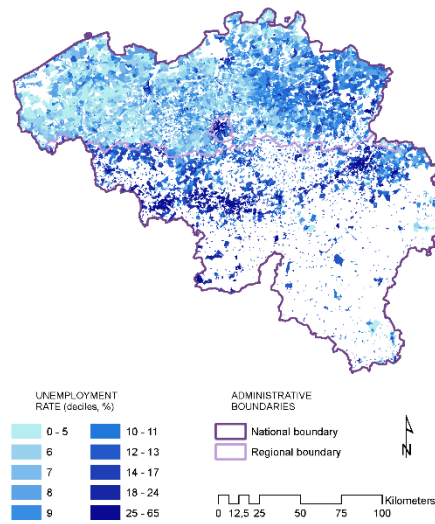 UNEMPLOYMENT
RATE (deciles, %)
0 - 5
6
7
8
9
10 - 11
12 - 13
14 - 17
18 - 24
25 - 65
ADMINISTRATIVE
BOUNDARIES
National boundary
Regional boundary
N
Kilometers
0 12,5 25 50 75 100